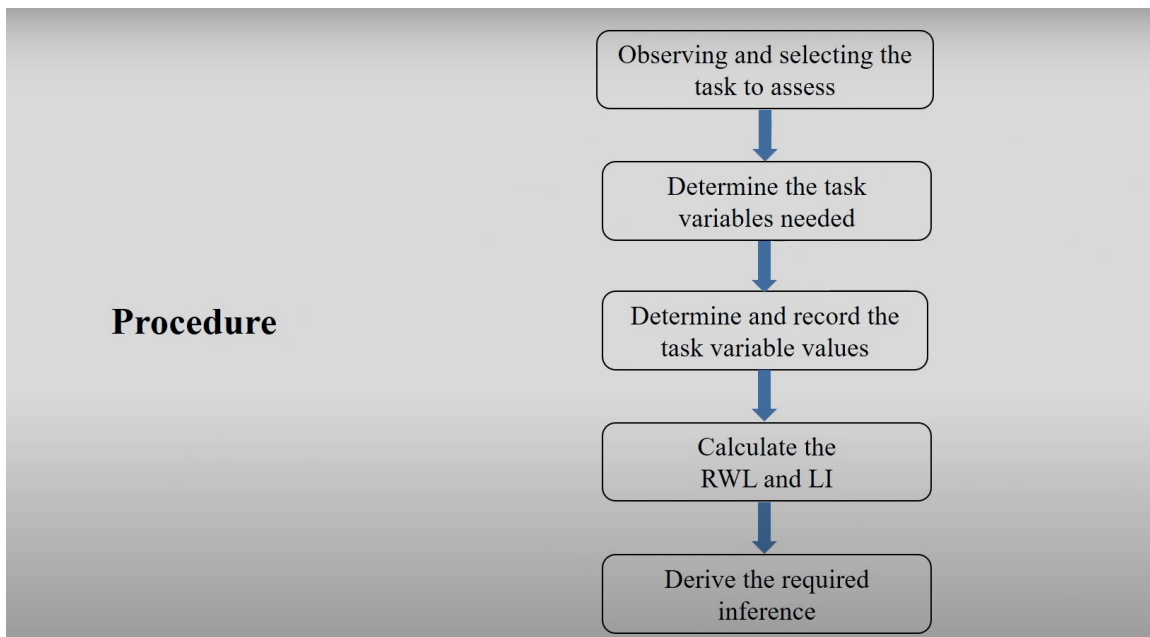 Observing and selecting the
task to assess
Determine the task
variables needed
Procedure
Determine and record the
task variable values
Calculate the
RWL and LI
Derive the required
inference